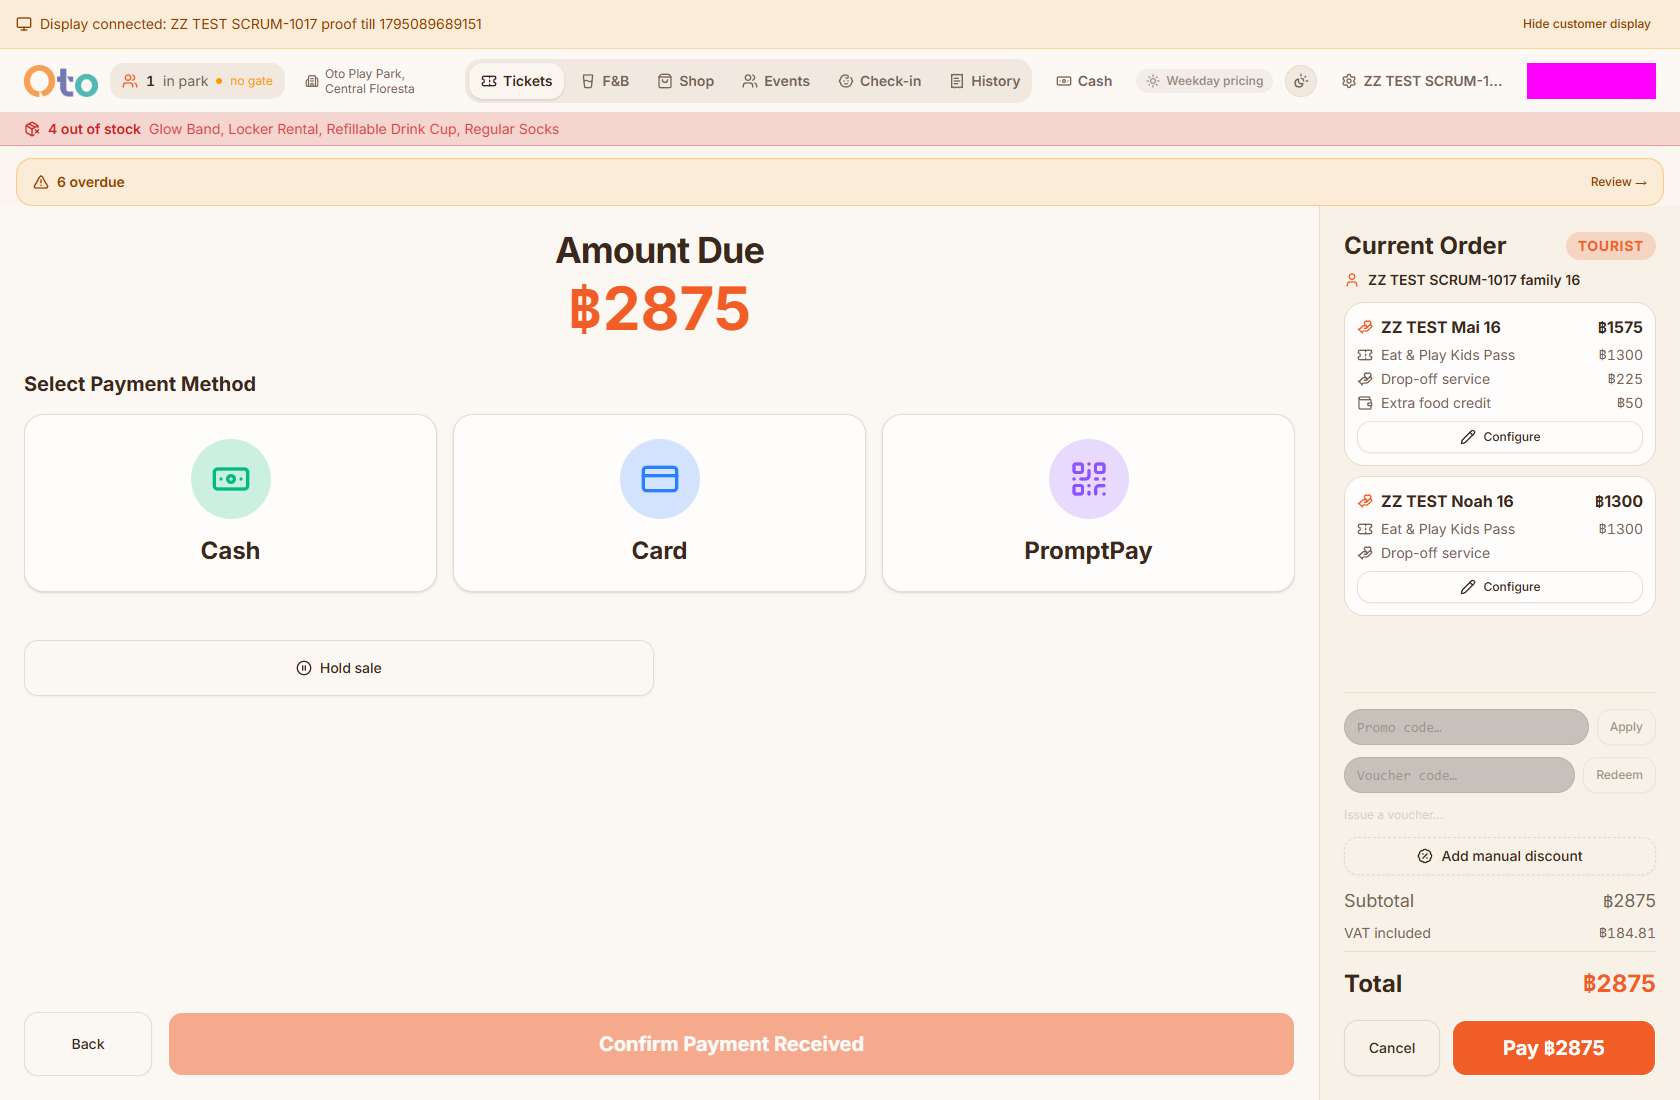 Display connected: ZZ TEST SCRUM-1017 proof till 1795089689151
Hide customer display
Oto
1 in park • no gate
Oto Play Park,
Central Floresta
Tickets
F&B
Shop
Events
Check-in
History
Cash
Weekday pricing
ZZ TEST SCRUM-1...
4 out of stock Glow Band, Locker Rental, Refillable Drink Cup, Regular Socks
6 overdue
Review →
Amount Due
฿2875
Select Payment Method
Cash
Card
PromptPay
Hold sale
Back
Confirm Payment Received
Current Order
TOURIST
ZZ TEST SCRUM-1017 family 16
ZZ TEST Mai 16 ฿1575
Eat & Play Kids Pass ฿1300
Drop-off service ฿225
Extra food credit ฿50
Configure
ZZ TEST Noah 16 ฿1300
Eat & Play Kids Pass ฿1300
Drop-off service
Configure
Promo code… Apply
Voucher code… Redeem
Issue a voucher…
Add manual discount
Subtotal ฿2875
VAT included ฿184.81
Total ฿2875
Cancel
Pay ฿2875